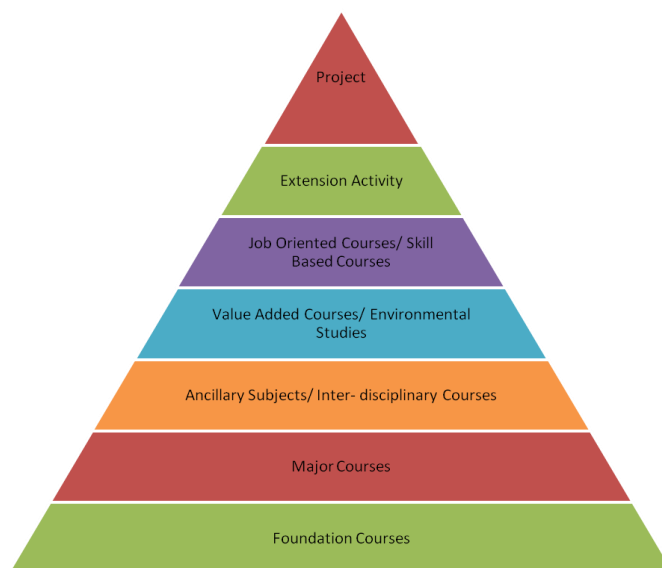 Project
Extension Activity
Job Oriented Courses/ Skill
Based Courses
Value Added Courses/ Environmental
Studies
Ancillary Subjects/ Inter- disciplinary Courses
Major Courses
Foundation Courses